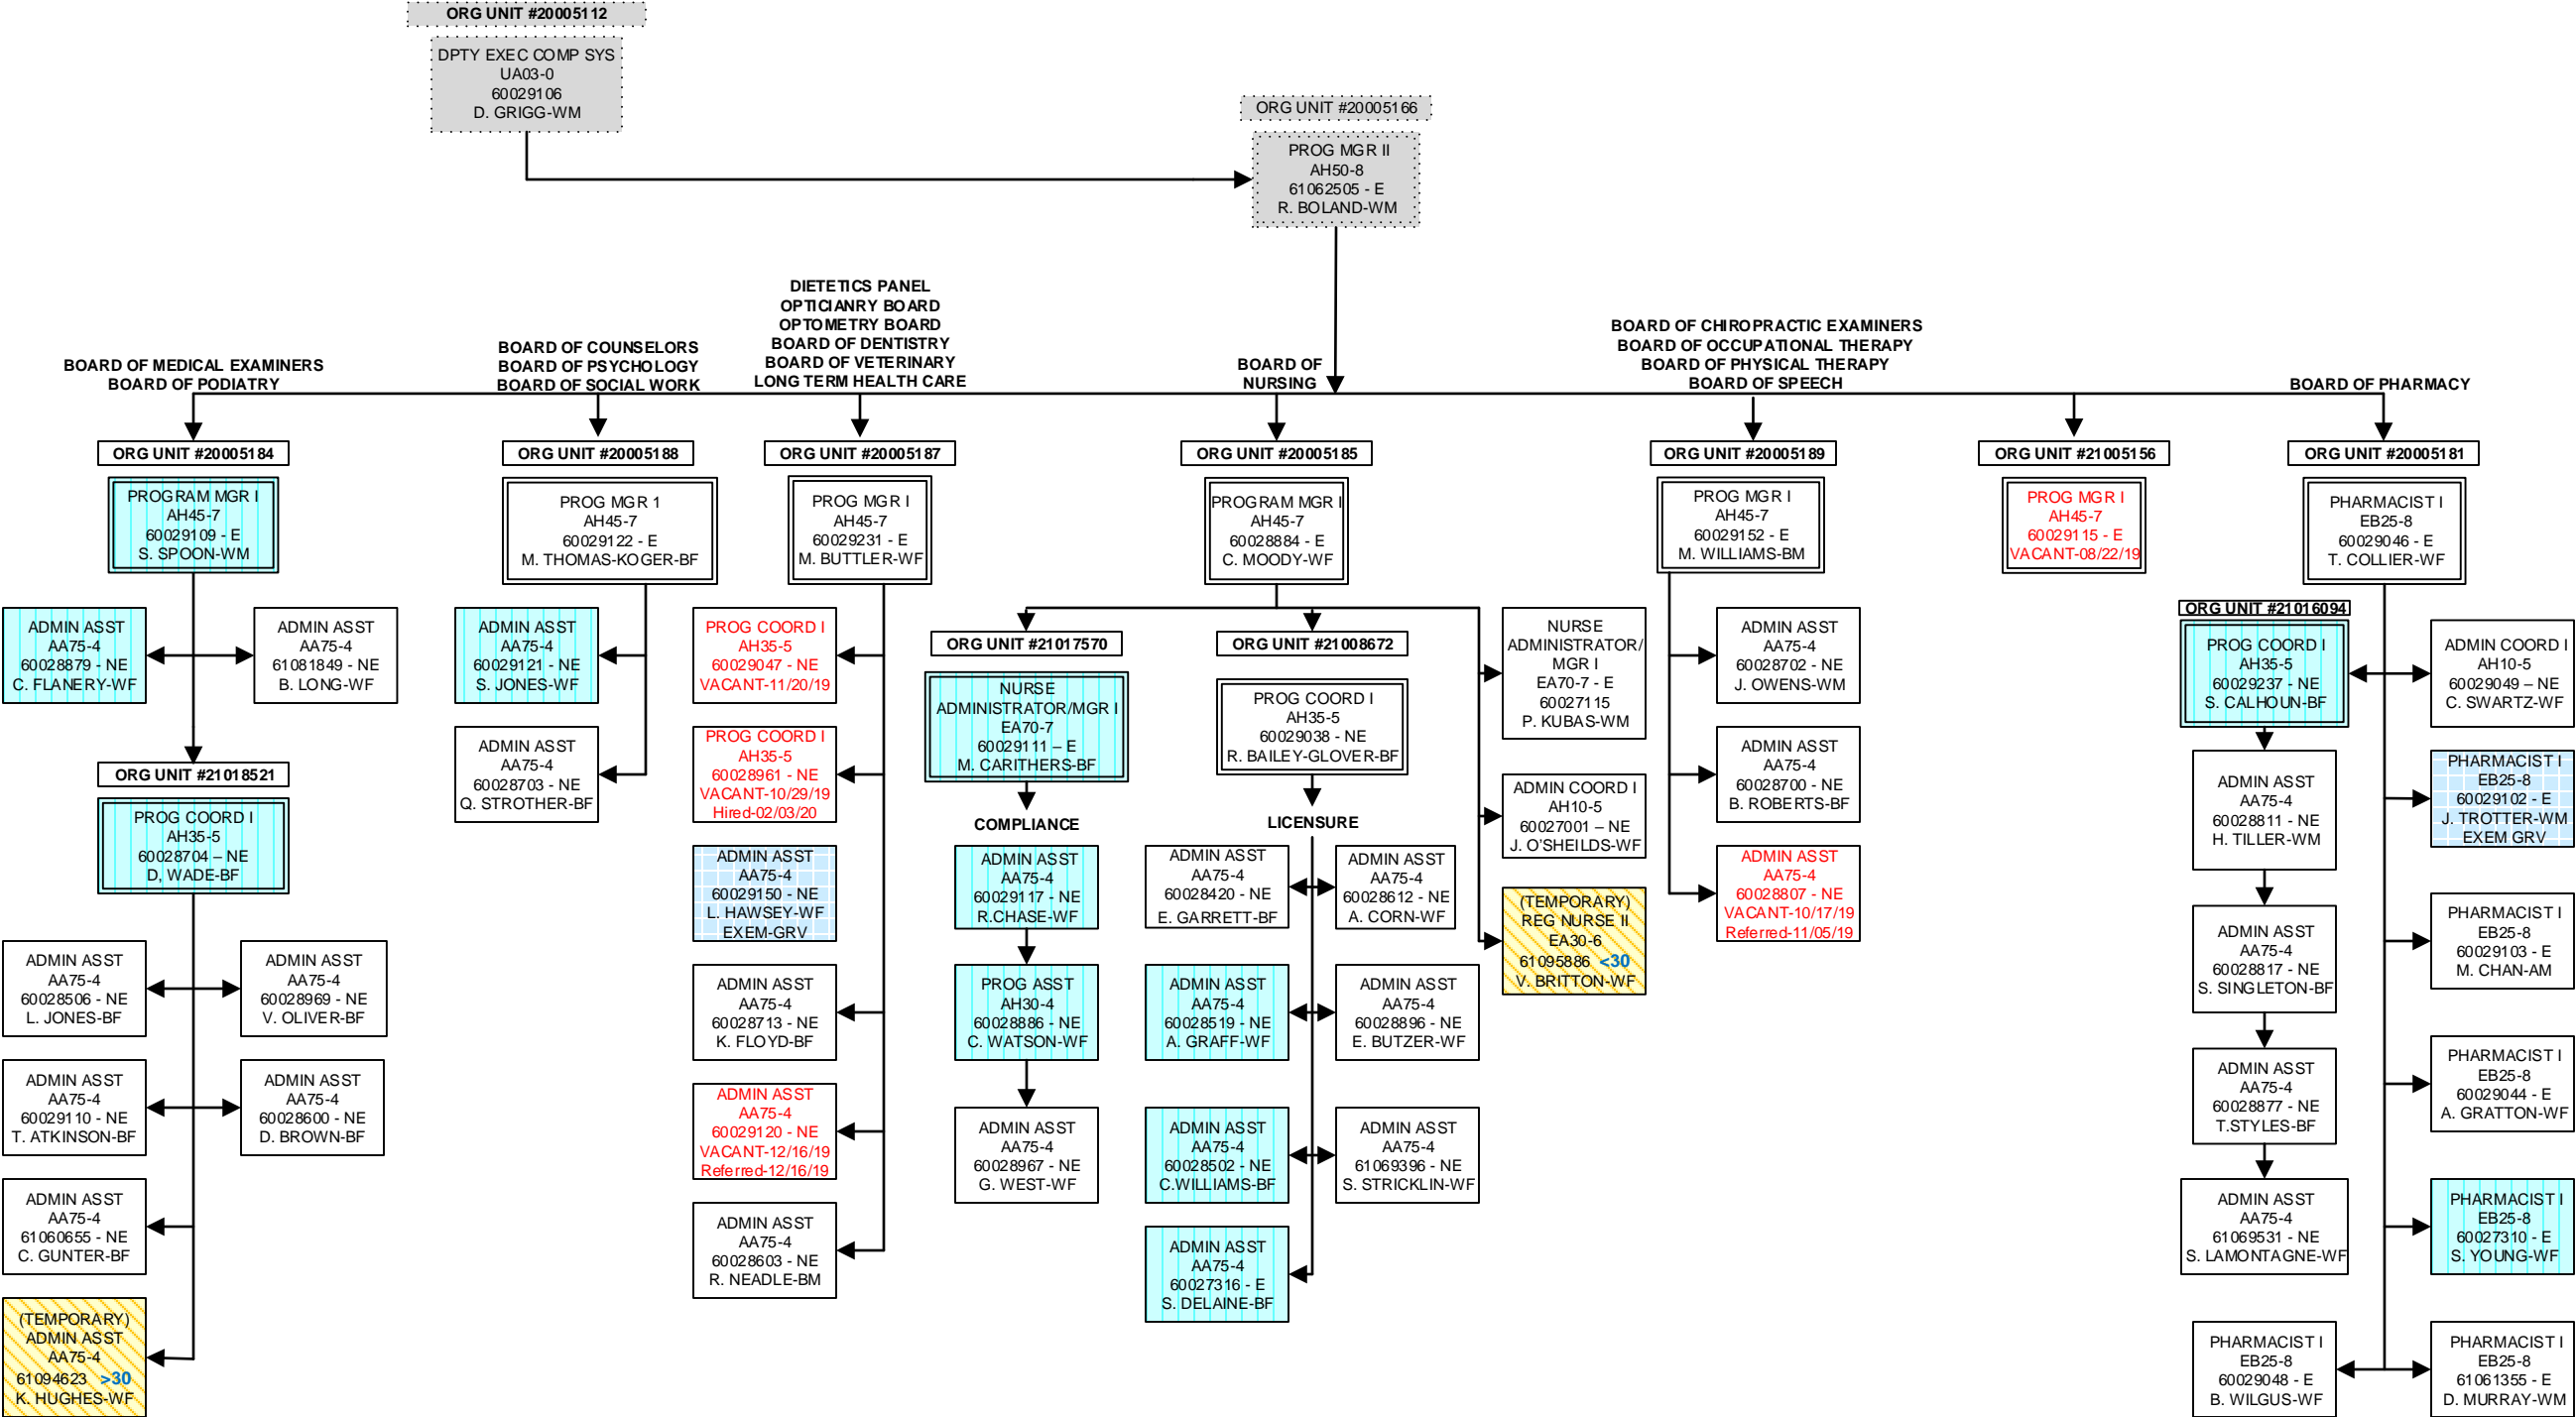 ORG UNIT #20005112
DPTY EXEC COMP SYS
UA03-0
60029106
D. GRIGG-WM
ORG UNIT #20005166
PROG MGR II
AH50-8
61062505 - E
R. BOLAND-WM
BOARD OF MEDICAL EXAMINERS
BOARD OF PODIATRY
BOARD OF COUNSELORS
BOARD OF PSYCHOLOGY
BOARD OF SOCIAL WORK
DIETETICS PANEL
OPTICIANRY BOARD
OPTOMETRY BOARD
BOARD OF DENTISTRY
BOARD OF VETERINARY
LONG TERM HEALTH CARE
BOARD OF
NURSING
BOARD OF CHIROPRACTIC EXAMINERS
BOARD OF OCCUPATIONAL THERAPY
BOARD OF PHYSICAL THERAPY
BOARD OF SPEECH
BOARD OF PHARMACY
ORG UNIT #20005184
PROGRAM MGR I
AH45-7
60029109 - E
S. SPOON-WM
ADMIN ASST
AA75-4
60028879 - NE
C. FLANERY-WF
ADMIN ASST
AA75-4
61081849 - NE
B. LONG-WF
ORG UNIT #21018521
PROG COORD I
AH35-5
60028704 – NE
D, WADE-BF
ADMIN ASST
AA75-4
60028506 - NE
L. JONES-BF
ADMIN ASST
AA75-4
60028969 - NE
V. OLIVER-BF
ADMIN ASST
AA75-4
60029110 - NE
T. ATKINSON-BF
ADMIN ASST
AA75-4
60028600 - NE
D. BROWN-BF
ADMIN ASST
AA75-4
61060655 - NE
C. GUNTER-BF
(TEMPORARY)
ADMIN ASST
AA75-4
61094623 >30
K. HUGHES-WF
ORG UNIT #20005188
PROG MGR 1
AH45-7
60029122 - E
M. THOMAS-KOGER-BF
ADMIN ASST
AA75-4
60029121 - NE
S. JONES-WF
ADMIN ASST
AA75-4
60028703 - NE
Q. STROTHER-BF
ORG UNIT #20005187
PROG MGR I
AH45-7
60029231 - E
M. BUTTLER-WF
PROG COORD I
AH35-5
60029047 - NE
VACANT-11/20/19
PROG COORD I
AH35-5
60028961 - NE
VACANT-10/29/19
Hired-02/03/20
ADMIN ASST
AA75-4
60029150 - NE
L. HAWSEY-WF
EXEM-GRV
ADMIN ASST
AA75-4
60028713 - NE
K. FLOYD-BF
ADMIN ASST
AA75-4
60029120 - NE
VACANT-12/16/19
Referred-12/16/19
ADMIN ASST
AA75-4
60028603 - NE
R. NEADLE-BM
ORG UNIT #20005185
PROGRAM MGR I
AH45-7
60028884 - E
C. MOODY-WF
ORG UNIT #21017570
NURSE
ADMINISTRATOR/MGR I
EA70-7
60029111 – E
M. CARITHERS-BF
COMPLIANCE
ADMIN ASST
AA75-4
60029117 - NE
R.CHASE-WF
PROG ASST
AH30-4
60028886 - NE
C. WATSON-WF
ADMIN ASST
AA75-4
60028967 - NE
G. WEST-WF
ORG UNIT #21008672
PROG COORD I
AH35-5
60029038 - NE
R. BAILEY-GLOVER-BF
LICENSURE
ADMIN ASST
AA75-4
60028420 - NE
E. GARRETT-BF
ADMIN ASST
AA75-4
60028612 - NE
A. CORN-WF
ADMIN ASST
AA75-4
60028519 - NE
A. GRAFF-WF
ADMIN ASST
AA75-4
60028896 - NE
E. BUTZER-WF
ADMIN ASST
AA75-4
60028502 - NE
C.WILLIAMS-BF
ADMIN ASST
AA75-4
61069396 - NE
S. STRICKLIN-WF
ADMIN ASST
AA75-4
60027316 - E
S. DELAINE-BF
NURSE
ADMINISTRATOR/
MGR I
EA70-7 - E
60027115
P. KUBAS-WM
ADMIN COORD I
AH10-5
60027001 – NE
J. O'SHEILDS-WF
(TEMPORARY)
REG NURSE II
EA30-6
61095886 <30
V. BRITTON-WF
ORG UNIT #20005189
PROG MGR I
AH45-7
60029152 - E
M. WILLIAMS-BM
ADMIN ASST
AA75-4
60028702 - NE
J. OWENS-WM
ADMIN ASST
AA75-4
60028700 - NE
B. ROBERTS-BF
ADMIN ASST
AA75-4
60028807 - NE
VACANT-10/17/19
Referred-11/05/19
ORG UNIT #21005156
PROG MGR I
AH45-7
60029115 - E
VACANT-08/22/19
ORG UNIT #20005181
PHARMACIST I
EB25-8
60029046 - E
T. COLLIER-WF
ORG UNIT #21016094
PROG COORD I
AH35-5
60029237 - NE
S. CALHOUN-BF
ADMIN COORD I
AH10-5
60029049 – NE
C. SWARTZ-WF
ADMIN ASST
AA75-4
60028811 - NE
H. TILLER-WM
PHARMACIST I
EB25-8
60029102 - E
J. TROTTER-WM
EXEM GRV
ADMIN ASST
AA75-4
60028817 - NE
S. SINGLETON-BF
PHARMACIST I
EB25-8
60029103 - E
M. CHAN-AM
ADMIN ASST
AA75-4
60028877 - NE
T.STYLES-BF
PHARMACIST I
EB25-8
60029044 - E
A. GRATTON-WF
ADMIN ASST
AA75-4
61069531 - NE
S. LAMONTAGNE-WF
PHARMACIST I
EB25-8
60027310 - E
S. YOUNG-WF
PHARMACIST I
EB25-8
60029048 - E
B. WILGUS-WF
PHARMACIST I
EB25-8
61061355 - E
D. MURRAY-WM